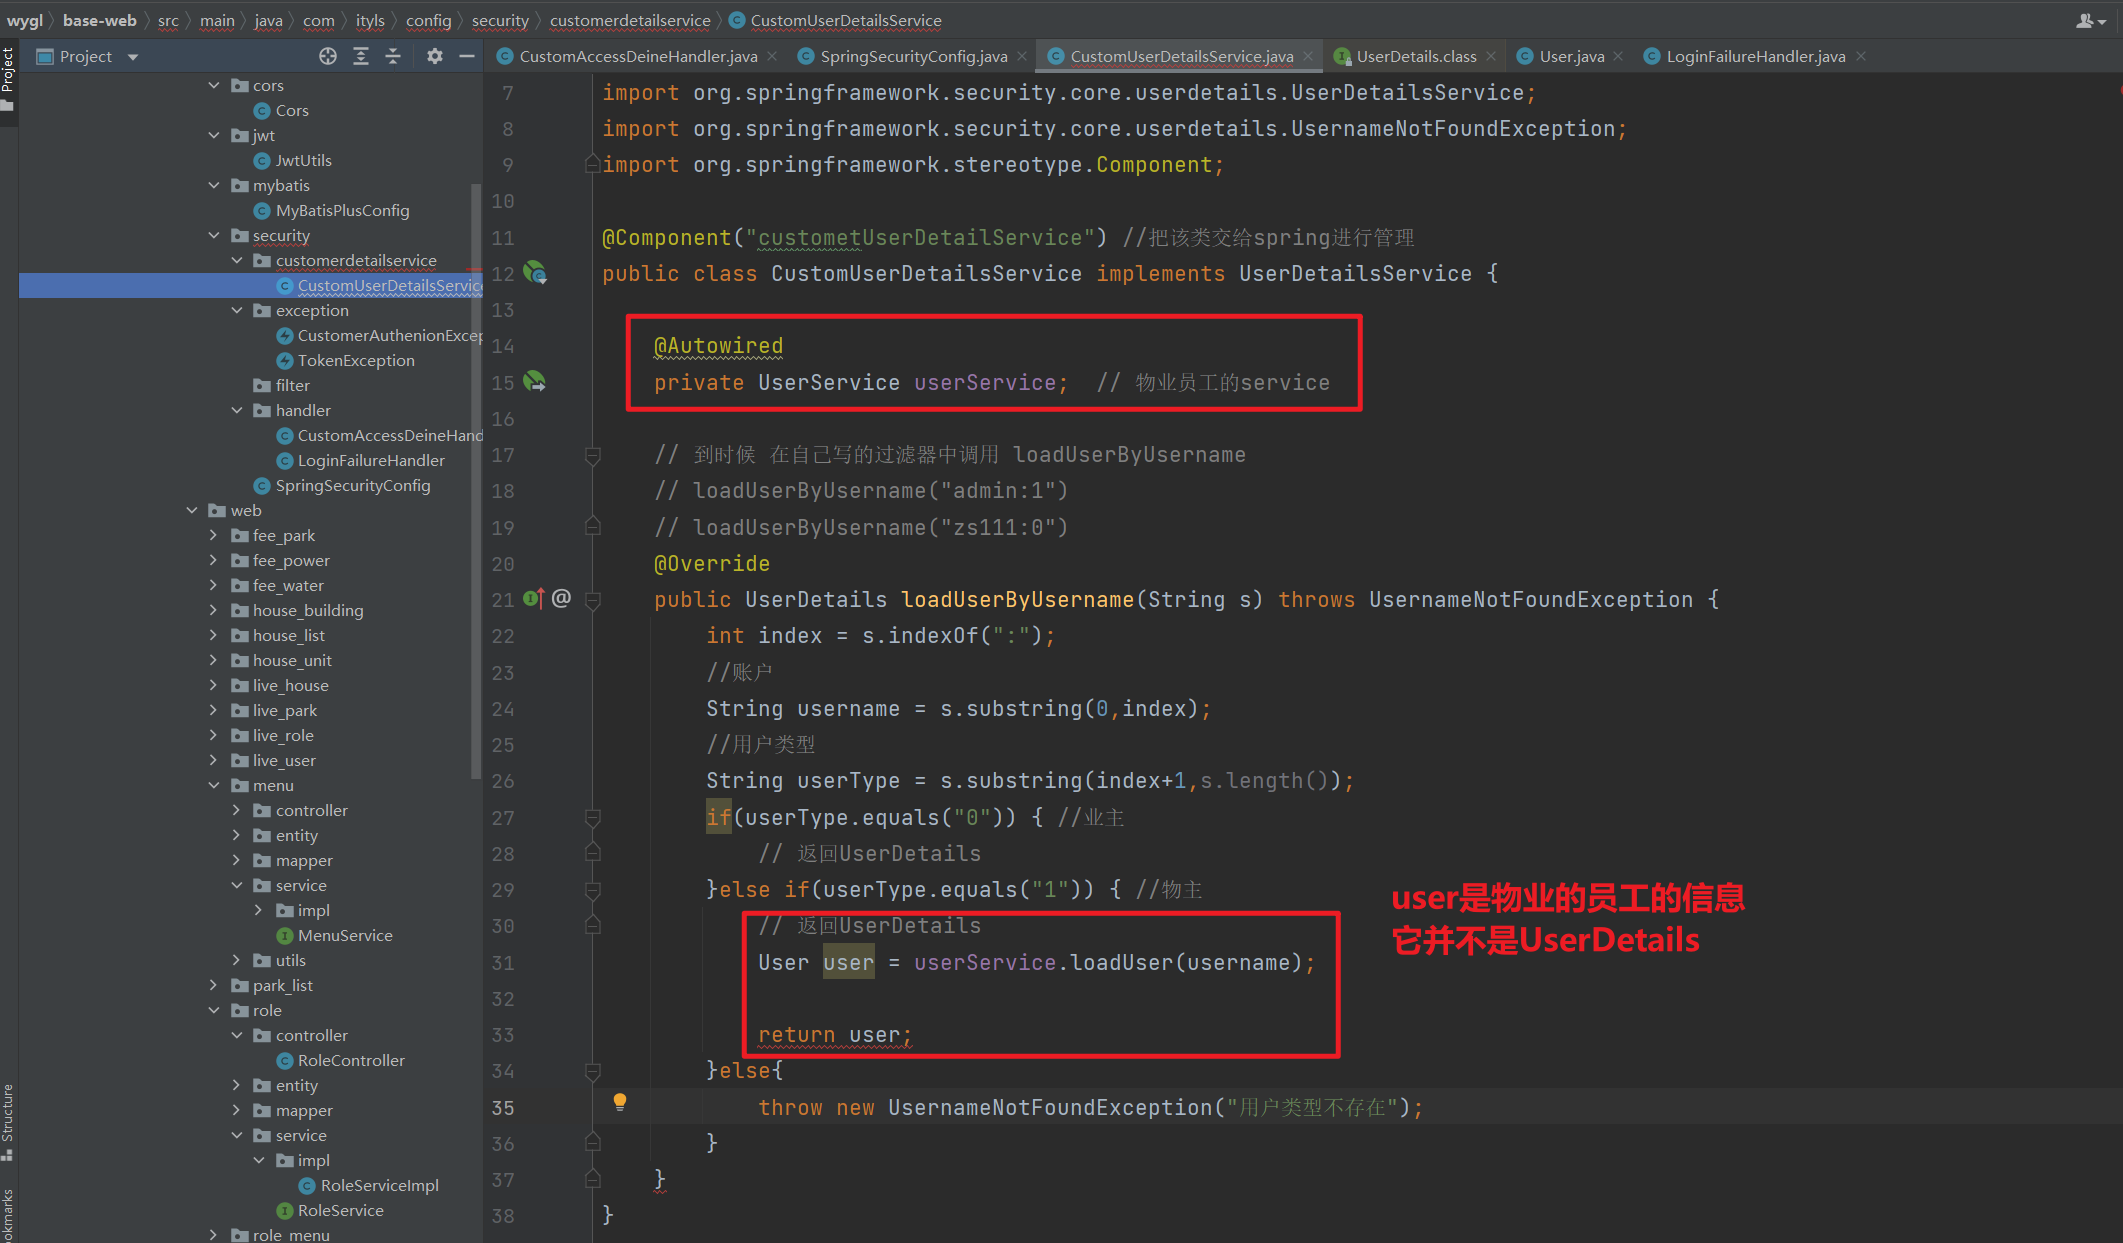 wygl base-web src main java com ityls config security customerdetailservice CustomUserDetailsService
Project
CustomAccessDeineHandler.java SpringSecurityConfig.java CustomUserDetailsService.java UserDetails.class User.java LoginFailureHandler.java
Project
cors
Cors
jwt
JwtUtils
mybatis
MyBatisPlusConfig
security
customerdetailservice
CustomUserDetailsService
exception
CustomerAuthenionExcep
TokenException
filter
handler
CustomAccessDeineHand
LoginFailureHandler
SpringSecurityConfig
web
fee_park
fee_power
fee_water
house_building
house_list
house_unit
live_house
live_park
live_role
live_user
menu
controller
entity
mapper
service
impl
MenuService
utils
park_list
role
controller
RoleController
entity
mapper
service
impl
RoleServiceImpl
RoleService
role_menu
Structure
ookmarks
7 import org.springframework.security.core.userdetails.UserDetailsService;
8 import org.springframework.security.core.userdetails.UsernameNotFoundException;
9 import org.springframework.stereotype.Component;
10
11 @Component("custometUserDetailService") //把该类交给spring进行管理
12 public class CustomUserDetailsService implements UserDetailsService {
13
14 @Autowired
15 private UserService userService; // 物业员工的service
16
17 // 到时候 在自己写的过滤器中调用 loadUserByUsername
18 // loadUserByUsername("admin:1")
19 // loadUserByUsername("zs111:0")
20 @Override
21 @ public UserDetails loadUserByUsername(String s) throws UsernameNotFoundException {
22 int index = s.indexOf(":");
23 //账户
24 String username = s.substring(0,index);
25 //用户类型
26 String userType = s.substring(index+1,s.length());
27 if(userType.equals("0")) { //业主
28 // 返回UserDetails
29 }else if(userType.equals("1")) { //物主
30 // 返回UserDetails
31 User user = userService.loadUser(username);
32
33 return user;
34 }else{
35 throw new UsernameNotFoundException("用户类型不存在");
36 }
37 }
38 }
user是物业的员工的信息
它并不是UserDetails